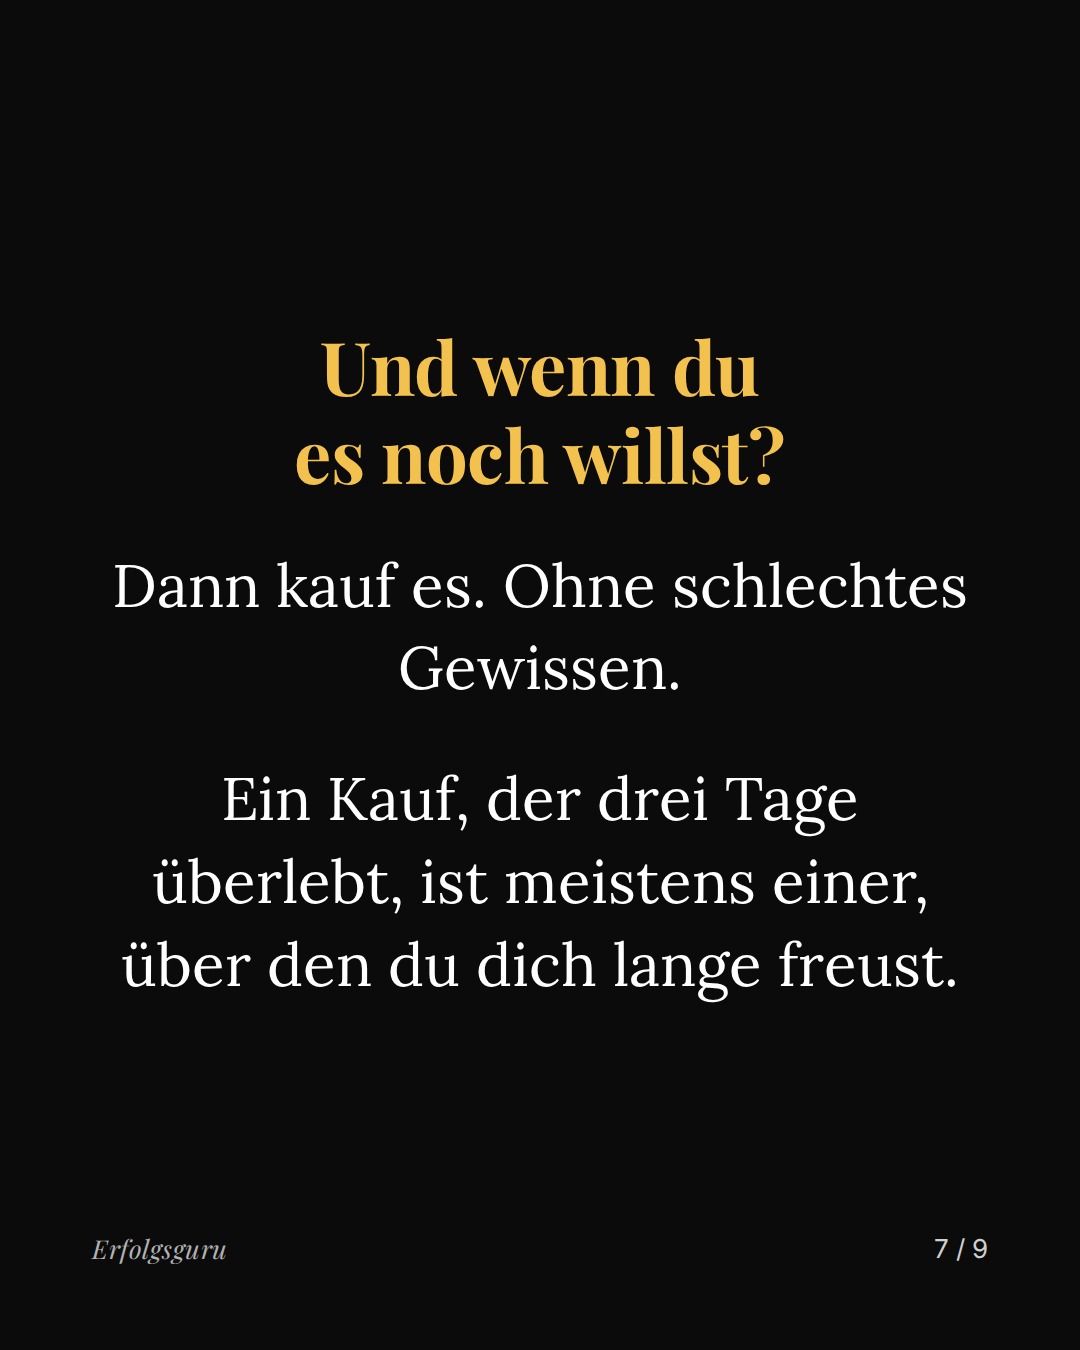 Und wenn du
es noch willst?
Dann kauf es. Ohne schlechtes
Gewissen.
Ein Kauf, der drei Tage
überlebt, ist meistens einer,
über den du dich lange freust.
Erfolgsguru
7 / 9